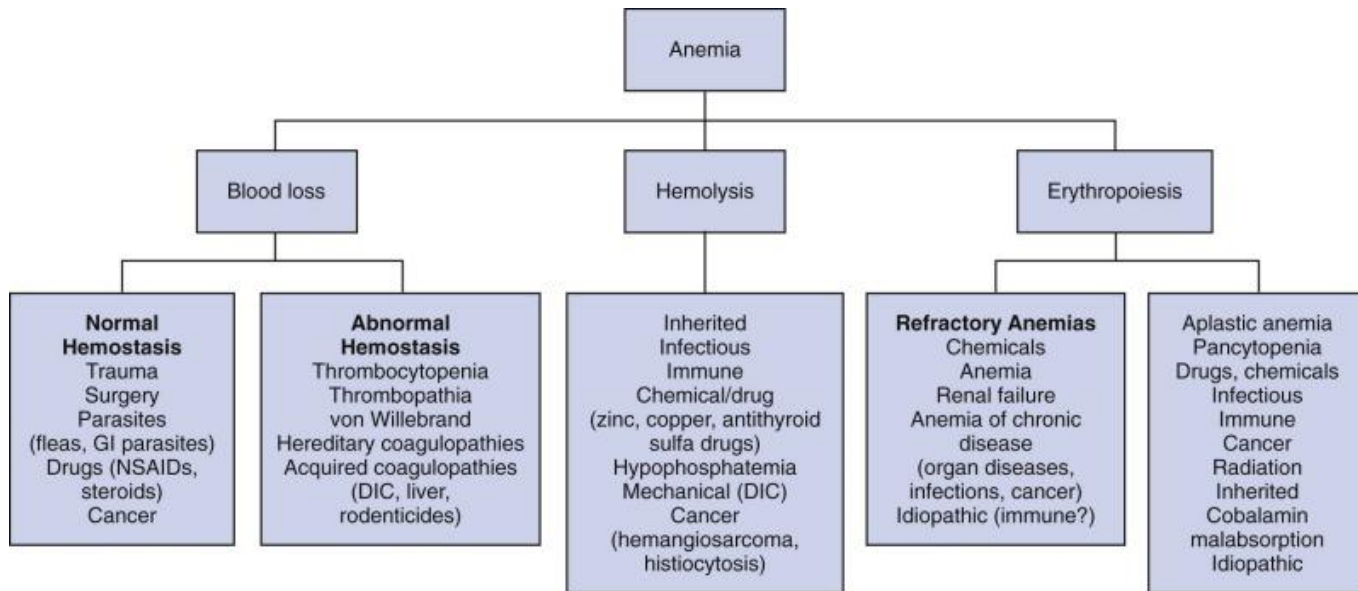 Anemia
Blood loss
Hemolysis
Erythropoiesis
Normal
Hemostasis
Trauma
Surgery
Parasites
(fleas, GI parasites)
Drugs (NSAIDs,
steroids)
Cancer
Abnormal
Hemostasis
Thrombocytopenia
Thrombopathia
von Willebrand
Hereditary coagulopathies
Acquired coagulopathies
(DIC, liver,
rodenticides)
Inherited
Infectious
Immune
Chemical/drug
(zinc, copper, antithyroid
sulfa drugs)
Hypophosphatemia
Mechanical (DIC)
Cancer
(hemangiosarcoma,
histiocytosis)
Refractory Anemias
Chemicals
Anemia
Renal failure
Anemia of chronic
disease
(organ diseases,
infections, cancer)
Idiopathic (immune?)
Aplastic anemia
Pancytopenia
Drugs, chemicals
Infectious
Immune
Cancer
Radiation
Inherited
Cobalamin
malabsorption
Idiopathic